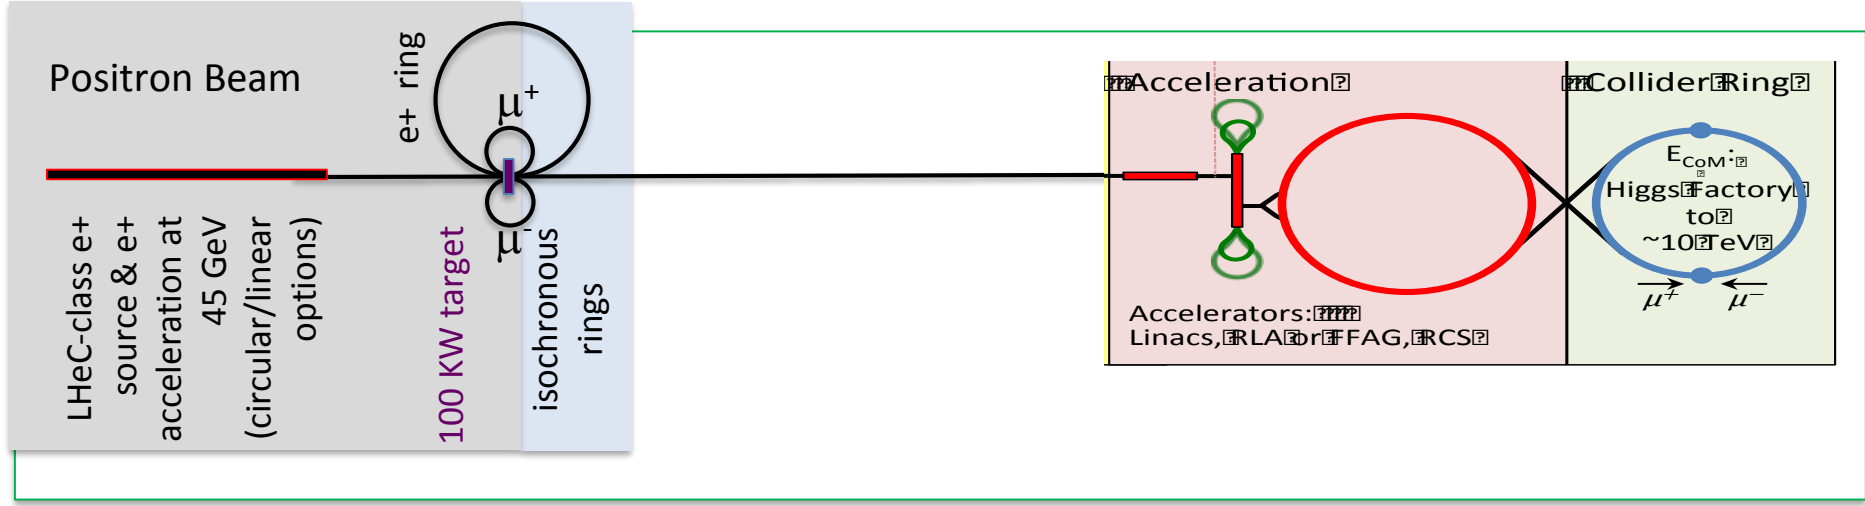 Positron Beam
e+ ring
μ+
μ-
LHeC-class e+
source & e+
acceleration at
45 GeV
(circular/linear
options)
100 KW target
isochronous
rings
Acceleration
Accelerators:
Linacs, RLA or FFAG, RCS
Collider Ring
ECoM:
Higgs Factory
to
~10 TeV
μ+ μ−